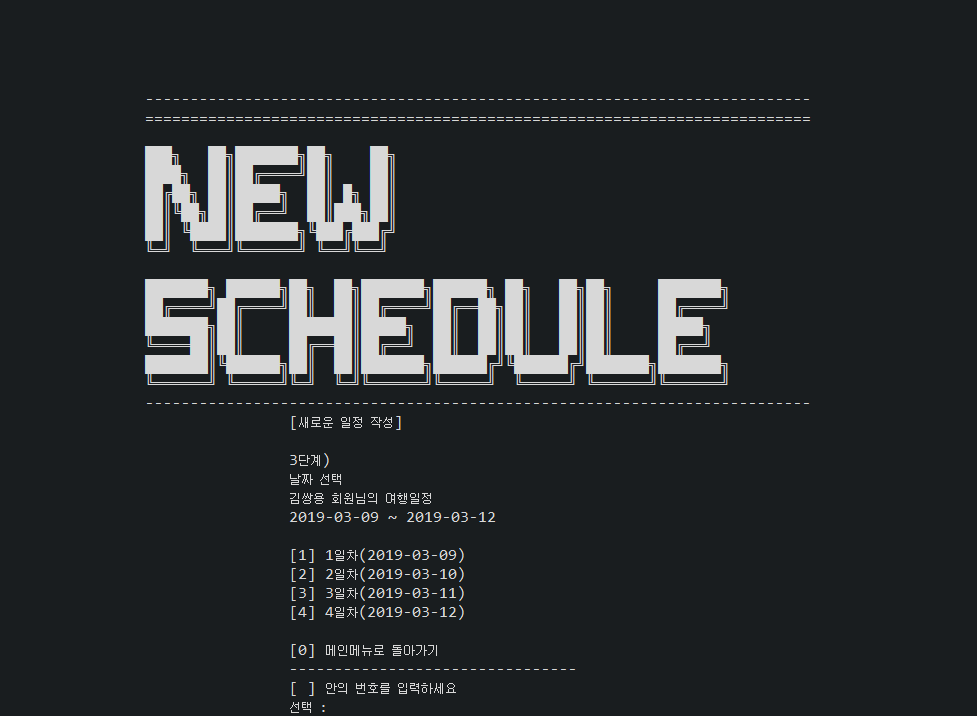 --------------------------------------------------------------------------
==========================================================================
NEW
SCHEDULE
--------------------------------------------------------------------------
[새로운 일정 작성]
3단계)
날짜 선택
김쌍용 회원님의 여행일정
2019-03-09 ~ 2019-03-12
[1] 1일차(2019-03-09)
[2] 2일차(2019-03-10)
[3] 3일차(2019-03-11)
[4] 4일차(2019-03-12)
[0] 메인메뉴로 돌아가기
--------------------------------
[ ] 안의 번호를 입력하세요
선택 :